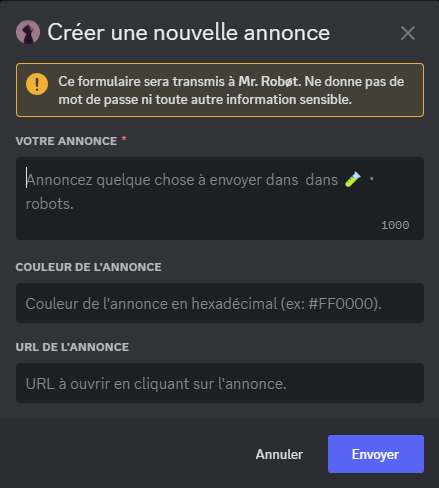 Créer une nouvelle annonce
Ce formulaire sera transmis à Mr. Robøt. Ne donne pas de
mot de passe ni toute autre information sensible.
VOTRE ANNONCE *
Annoncez quelque chose à envoyer dans  dans 🧪・
robots.
1000
COULEUR DE L'ANNONCE
Couleur de l'annonce en hexadécimal (ex: #FF0000).
URL DE L'ANNONCE
URL à ouvrir en cliquant sur l'annonce.
Annuler
Envoyer